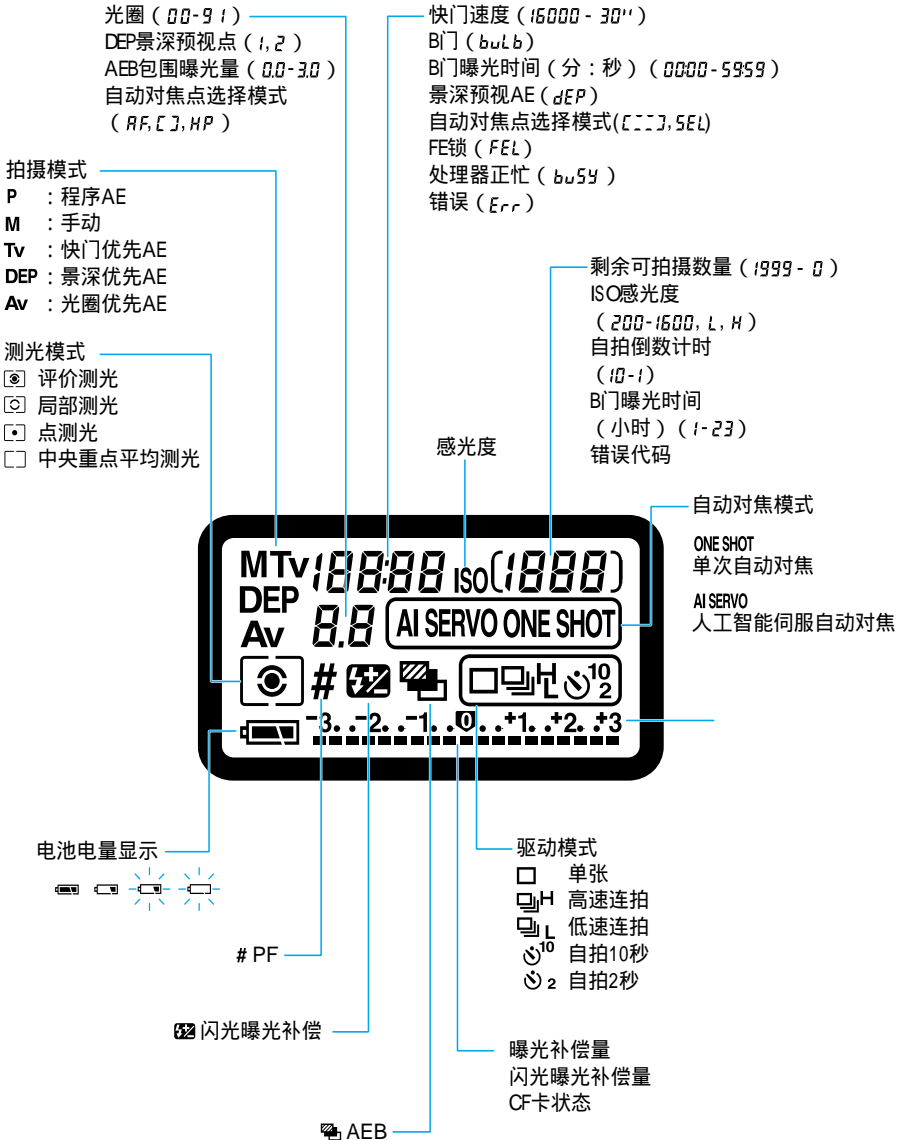 光圈（00-91）
DEP景深预视点（1, 2）
AEB包围曝光量（0.0-3.0）
自动对焦点选择模式
（AF, [ ], HP）
快门速度（16000 - 30''）
B门（buLb）
B门曝光时间（分：秒）（00:00-59:59）
景深预视AE（dEP）
自动对焦点选择模式([---], SEL)
FE锁（FEL）
处理器正忙（buSY）
错误（Err）
拍摄模式
P ：程序AE
M ：手动
Tv ：快门优先AE
DEP ：景深优先AE
Av ：光圈优先AE
剩余可拍摄数量（1999 - 0）
ISO感光度
（200-1600, L, H）
自拍倒数计时
（10-1）
B门曝光时间
（小时）（1-23）
错误代码
测光模式
评价测光
局部测光
点测光
中央重点平均测光
感光度
自动对焦模式
ONE SHOT
单次自动对焦
AI SERVO
人工智能伺服自动对焦
MTv 188:88 ISO (1888)
DEP
Av 8.8 AI SERVO ONE SHOT
# H L 10 2
-3. .-2. .-1. .0. .+1. .+2. .+3
电池电量显示
驱动模式
单张
H 高速连拍
L 低速连拍
10 自拍10秒
2 自拍2秒
# PF
闪光曝光补偿
曝光补偿量
闪光曝光补偿量
CF卡状态
AEB